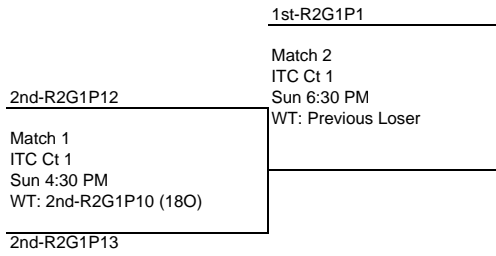 1st-R2G1P1
Match 2
ITC Ct 1
Sun 6:30 PM
WT: Previous Loser
2nd-R2G1P12
Match 1
ITC Ct 1
Sun 4:30 PM
WT: 2nd-R2G1P10 (18O)
2nd-R2G1P13